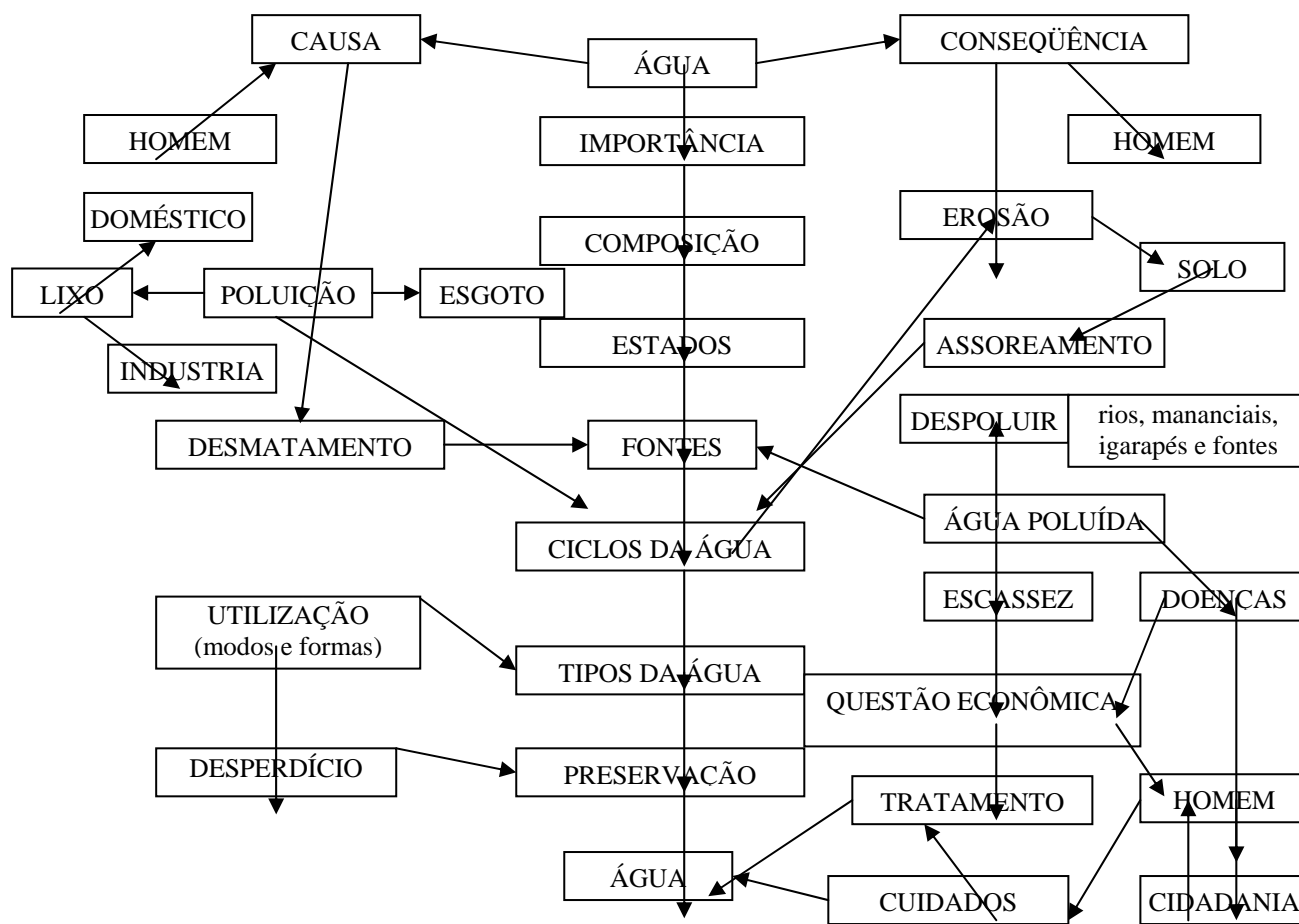 CAUSA
ÁGUA
CONSEQÜÊNCIA
HOMEM
IMPORTÂNCIA
HOMEM
DOMÉSTICO
COMPOSIÇÃO
EROSÃO
SOLO
LIXO
POLUIÇÃO
ESGOTO
ESTADOS
ASSOREAMENTO
INDUSTRIA
DESMATAMENTO
FONTES
DESPOLUIR
rios, mananciais,
igarapés e fontes
ÁGUA POLUÍDA
CICLOS DA ÁGUA
ESCASSEZ
DOENÇAS
UTILIZAÇÃO
(modos e formas)
TIPOS DA ÁGUA
QUESTÃO ECONÔMICA
DESPERDÍCIO
PRESERVAÇÃO
TRATAMENTO
HOMEM
ÁGUA
CUIDADOS
CIDADANIA